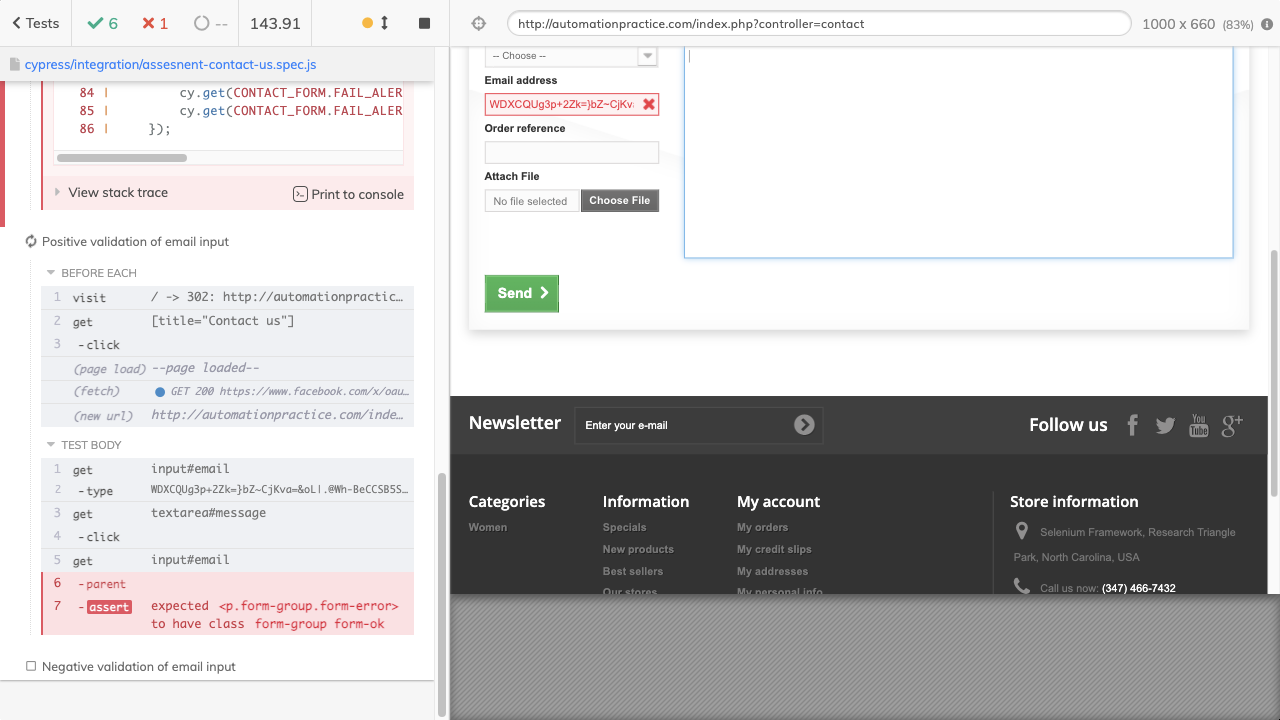 Tests
6
1
--
143.91
cypress/integration/assesnent-contact-us.spec.js
84 | cy.get(CONTACT_FORM.FAIL_ALER
85 | cy.get(CONTACT_FORM.FAIL_ALER
86 | });
View stack trace
Print to console
Positive validation of email input
BEFORE EACH
1 visit / -> 302: http://automationpractic...
2 get [title="Contact us"]
3 -click
(page load) --page loaded--
(fetch) GET 200 https://www.facebook.com/x/oau...
(new url) http://automationpractice.com/inde...
TEST BODY
1 get input#email
2 -type WDXCQUg3p+2Zk=}bZ~CjKva=&oL|.@Wh-BeCCSB5S...
3 get textarea#message
4 -click
5 get input#email
6 -parent
7 -assert expected <p.form-group.form-error>
to have class form-group form-ok
Negative validation of email input
http://automationpractice.com/index.php?controller=contact
1000 x 660 (83%)
-- Choose --
Email address
WDXCQUg3p+2Zk=}bZ~CjKva
Order reference
Attach File
No file selected
Choose File
Send
Newsletter
Enter your e-mail
Follow us
You
Tube
Categories
Women
Information
Specials
New products
Best sellers
Our stores
My account
My orders
My credit slips
My addresses
My personal info
Store information
Selenium Framework, Research Triangle
Park, North Carolina, USA
Call us now: (347) 466-7432